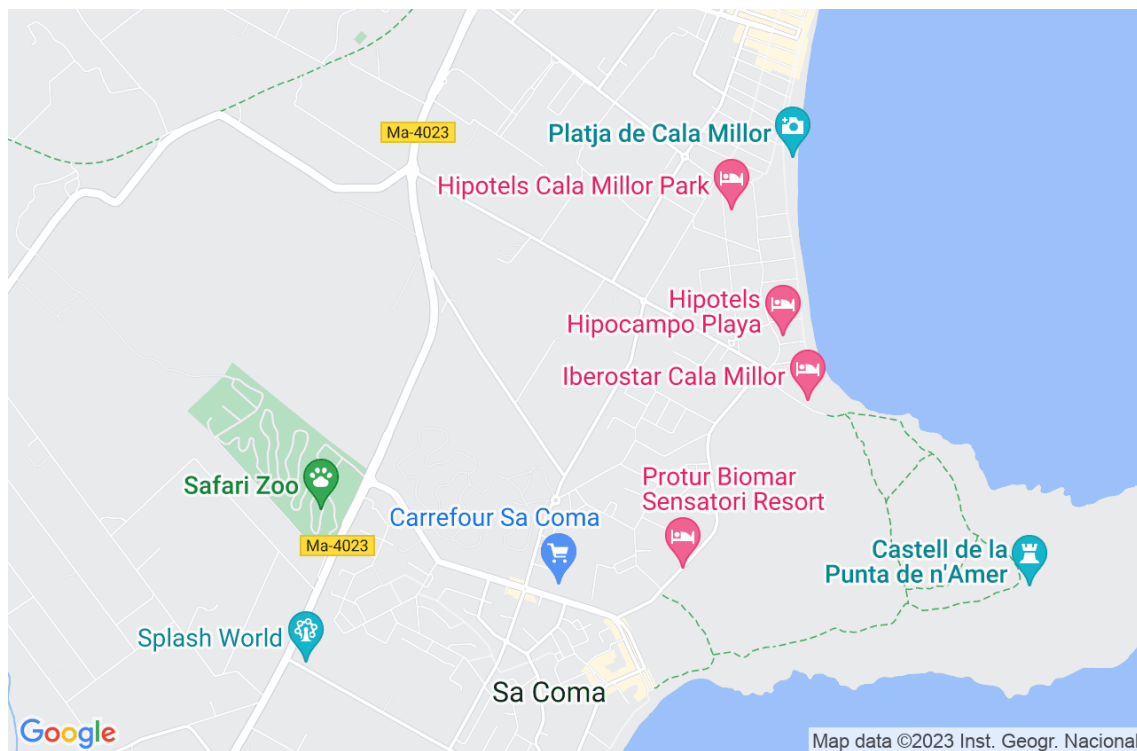 Ma-4023
Platja de Cala Millor
Hipotels Cala Millor Park
Hipotels
Hipocampo Playa
Iberostar Cala Millor
Safari Zoo
Protur Biomar
Sensatori Resort
Carrefour Sa Coma
Ma-4023
Castell de la
Punta de n'Amer
Splash World
Sa Coma
Google
Map data ©2023 Inst. Geogr. Nacional